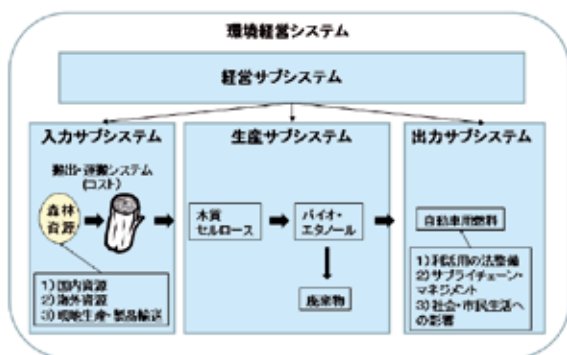 環境経営システム
経営サブシステム
入力サブシステム
搬出・運搬システム
(コスト)
森林
資源
1)国内資源
2)海外資源
3)現地生産・製品輸送
生産サブシステム
木質
セルロース
バイオ・
エタノール
廃棄物
出力サブシステム
自動車用燃料
1)利活用の法整備
2)サプライチェーン・
マネジメント
3)社会・市民生活へ
の影響